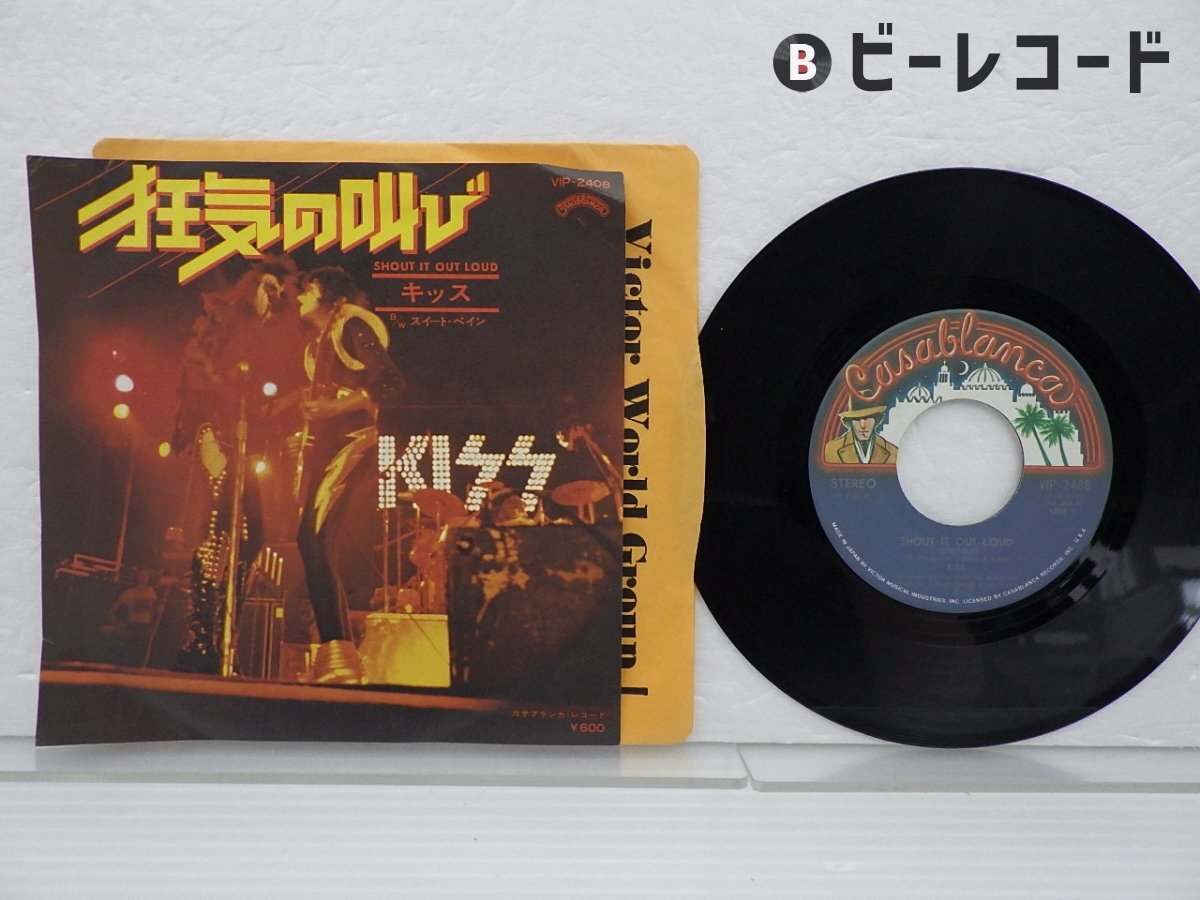 B ビーレコード
狂気の叫び
VIP-2408
Casablanca
SHOUT IT OUT LOUD
キッス
B/W スイート・ペイン
KISS
カサブランカ・レコード
¥600
Victor World Group
Casablanca
STEREO
VIP-2408
SIDE 1
SHOUT IT OUT LOUD
KISS
MADE IN JAPAN BY VICTOR MUSICAL INDUSTRIES, INC. LICENSED BY CASABLANCA RECORDS, INC. U.S.A.